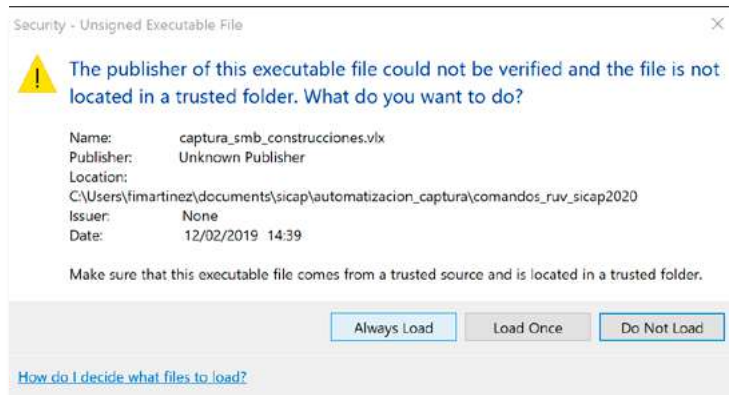 Security - Unsigned Executable File
The publisher of this executable file could not be verified and the file is not
located in a trusted folder. What do you want to do?
Name: captura_smb_construcciones.vlx
Publisher: Unknown Publisher
Location:
C:\Users\fimartinez\documents\sicap\automatizacion_captura\comandos_ruv_sicap2020
Issuer: None
Date: 12/02/2019 14:39
Make sure that this executable file comes from a trusted source and is located in a trusted folder.
Always Load Load Once Do Not Load
How do I decide what files to load?